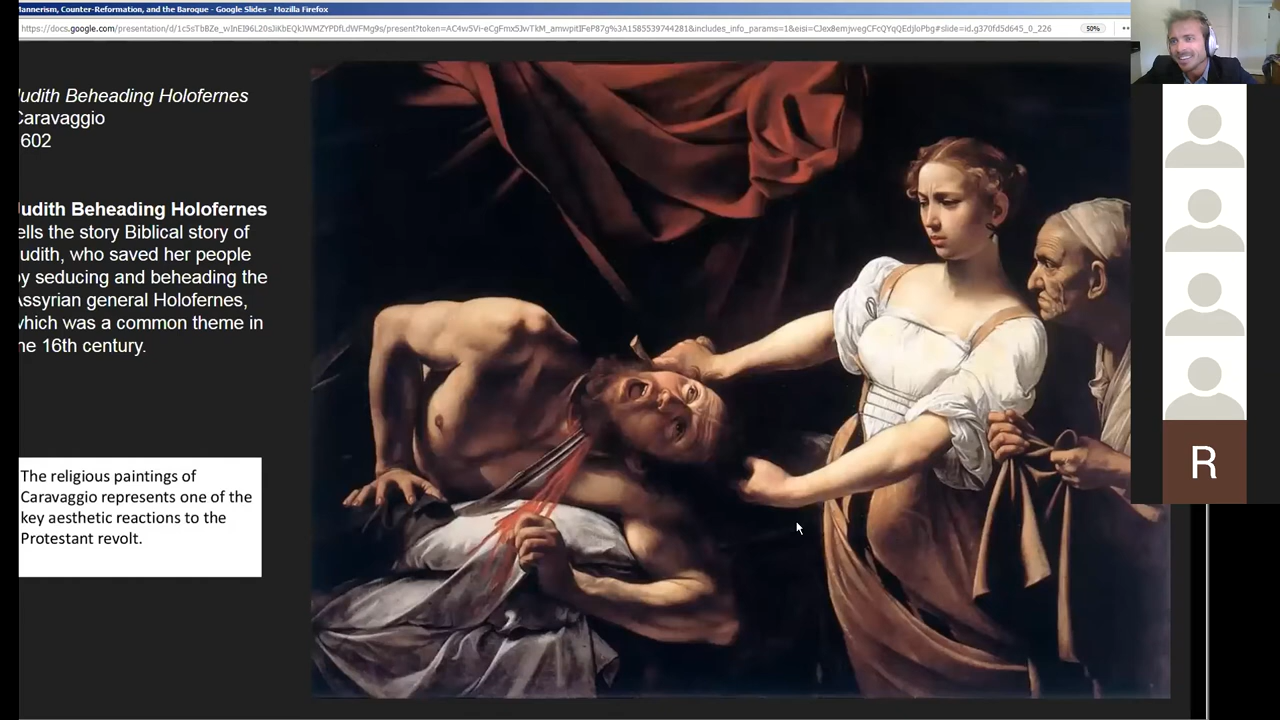 Mannerism, Counter-Reformation, and the Baroque - Google Slides - Mozilla Firefox
50%
Judith Beheading Holofernes
Caravaggio
602
Judith Beheading Holofernes
ells the story Biblical story of
udith, who saved her people
by seducing and beheading the
Assyrian general Holofernes,
which was a common theme in
he 16th century.
The religious paintings of
Caravaggio represents one of the
key aesthetic reactions to the
Protestant revolt.
R